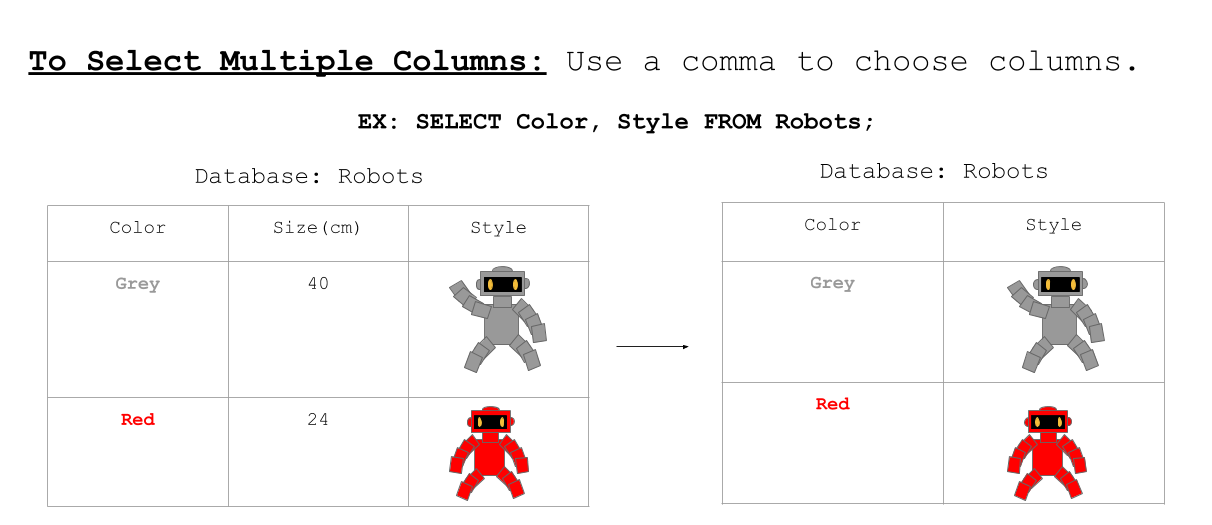 To Select Multiple Columns: Use a comma to choose columns.
EX: SELECT Color, Style FROM Robots;
Database: Robots
Color Size(cm) Style
Grey 40
Red 24
Database: Robots
Color Style
Grey
Red